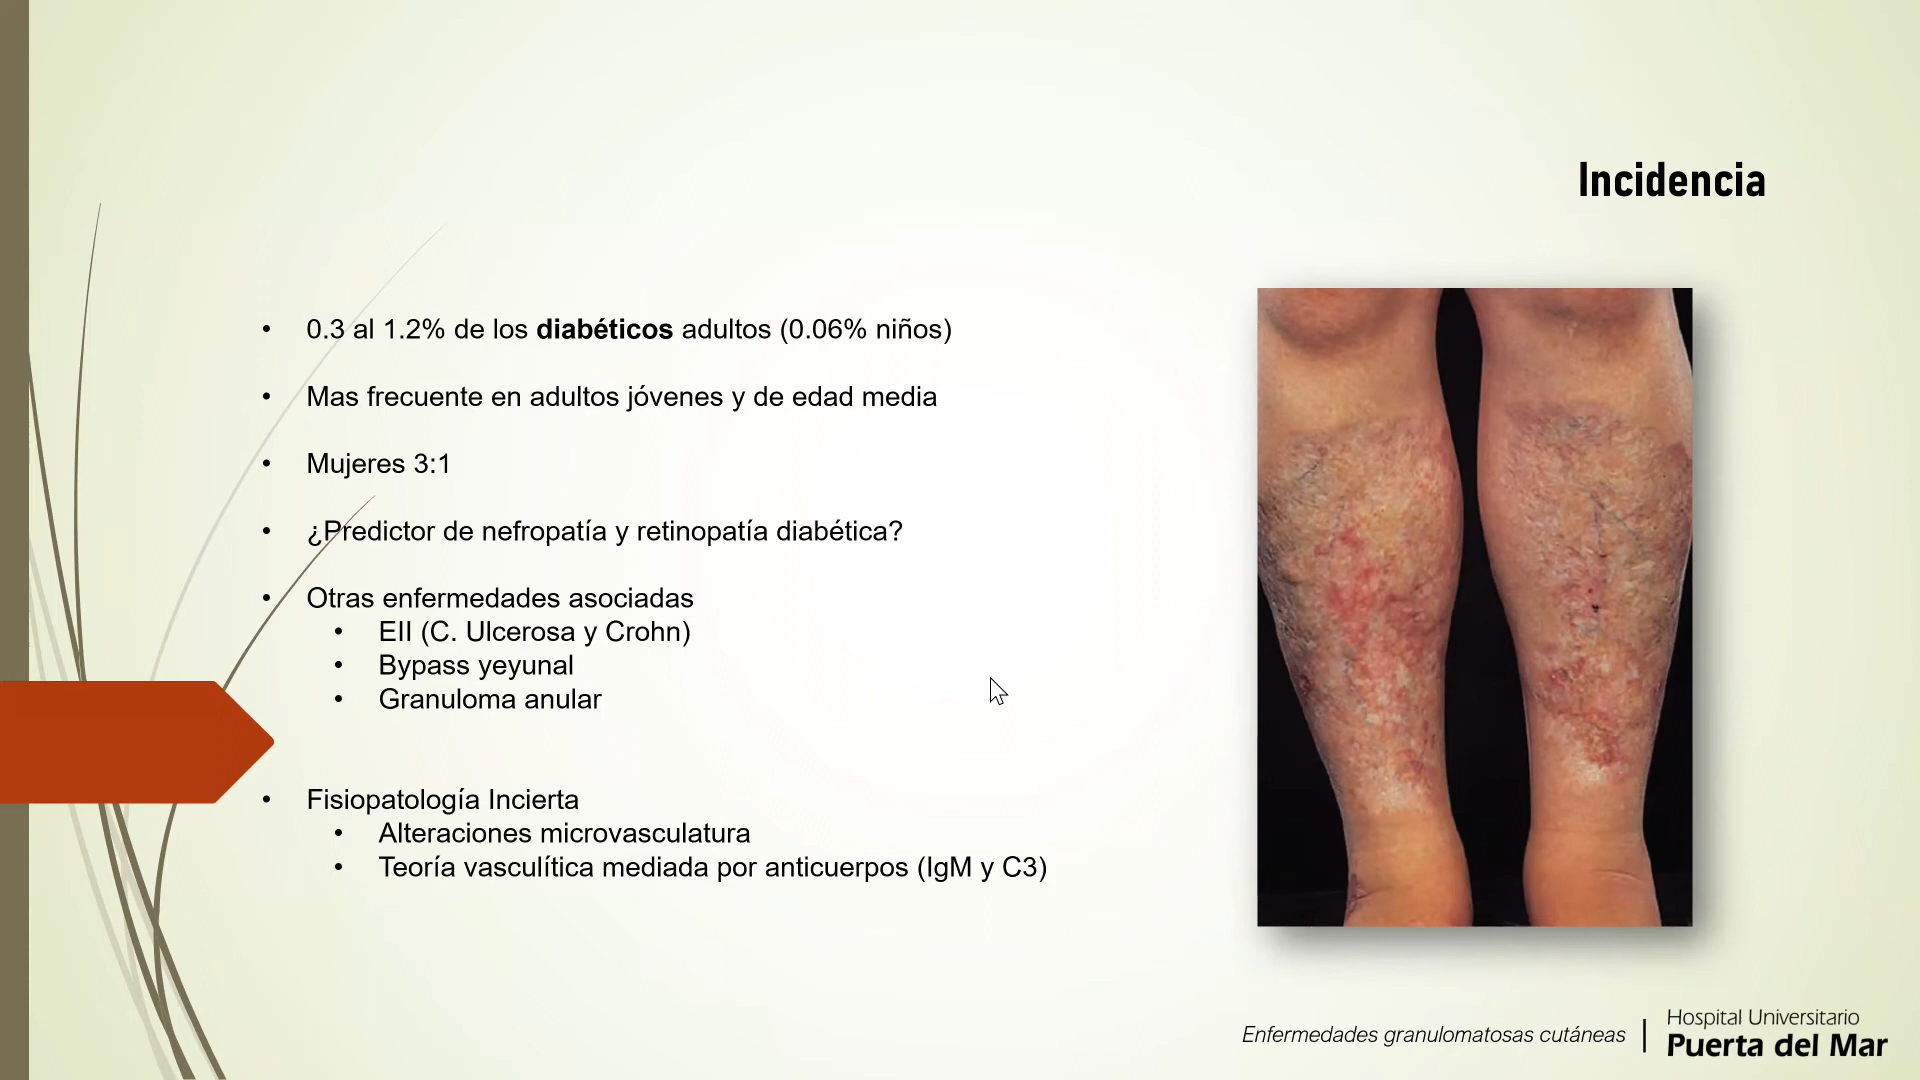 Incidencia
• 0.3 al 1.2% de los diabéticos adultos (0.06% niños)
• Mas frecuente en adultos jóvenes y de edad media
• Mujeres 3:1
• ¿Predictor de nefropatía y retinopatía diabética?
• Otras enfermedades asociadas
• EII (C. Ulcerosa y Crohn)
• Bypass yeyunal
• Granuloma anular
• Fisiopatología Incierta
• Alteraciones microvasculatura
• Teoría vasculítica mediada por anticuerpos (IgM y C3)
Enfermedades granulomatosas cutáneas
Hospital Universitario
Puerta del Mar